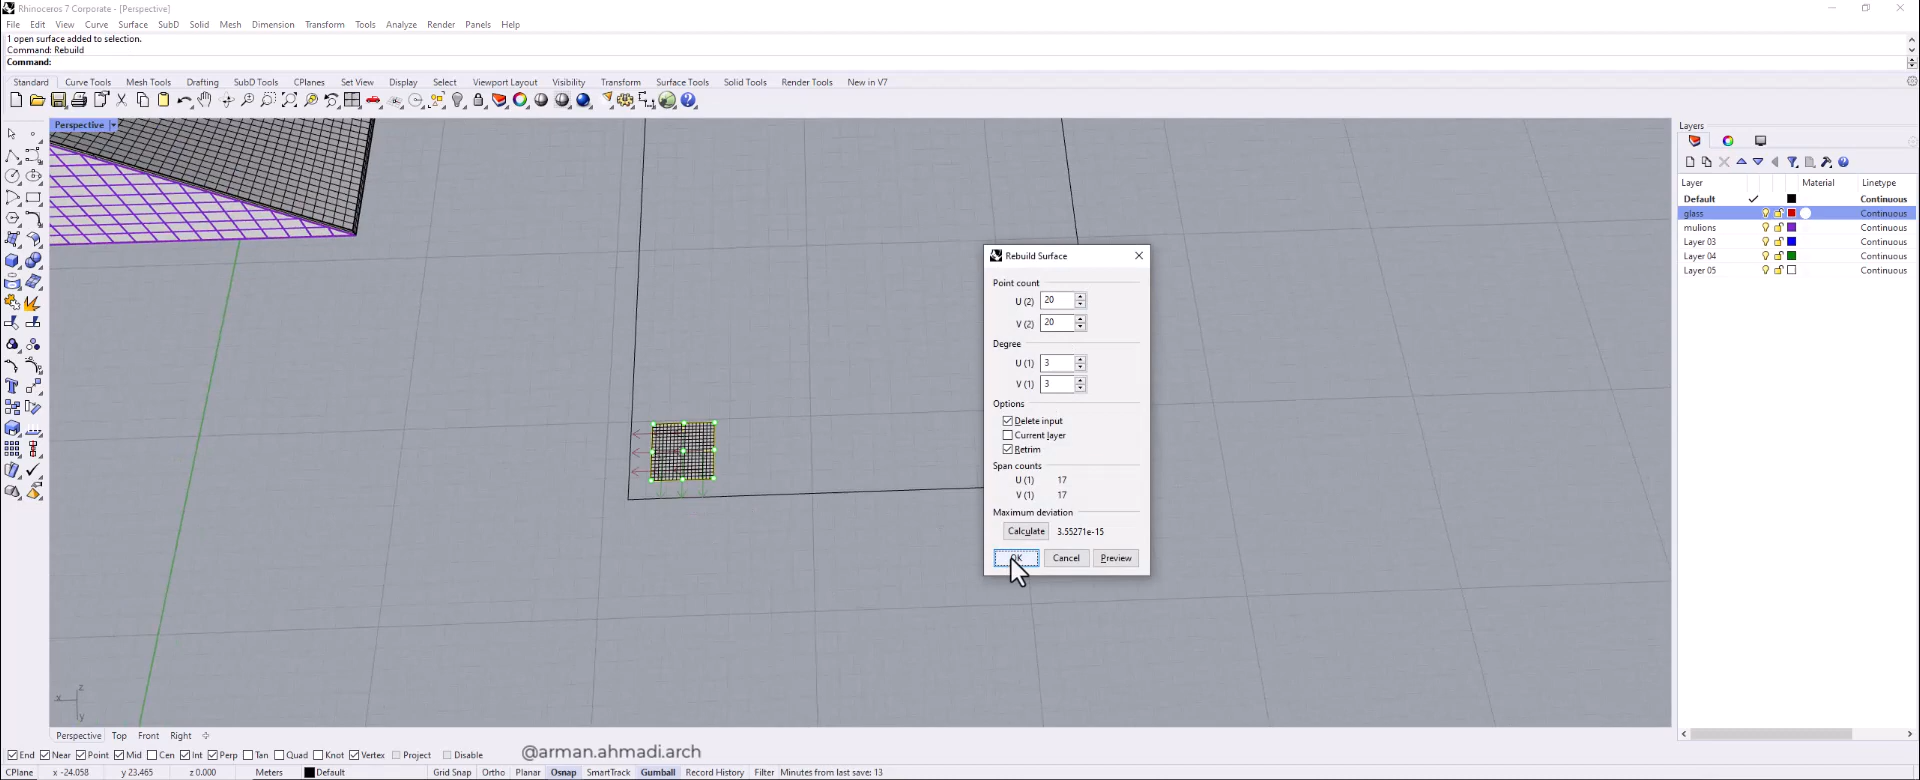 Rhinoceros 7 Corporate - [Perspective]
File Edit View Curve Surface SubD Solid Mesh Dimension Transform Tools Analyze Render Panels Help
1 open surface added to selection.
Command: Rebuild
Command:
Standard Curve Tools Mesh Tools Drafting SubD Tools CPlanes Set View Display Select Viewport Layout Visibility Transform Surface Tools Solid Tools Render Tools New in V7
Perspective
Layers
Layer Material Linetype
Default Continuous
glass Continuous
mulions Continuous
Layer 03 Continuous
Layer 04 Continuous
Layer 05 Continuous
Rebuild Surface
Point count
U (2) 20
V (2) 20
Degree
U (1) 3
V (1) 3
Options
Delete input
Current layer
Retrim
Span counts
U (1) 17
V (1) 17
Maximum deviation
Calculate 3.55271e-15
OK Cancel Preview
z
x
y
Perspective Top Front Right
End Near Point Mid Cen Int Perp Tan Quad Knot Vertex Project Disable
@arman.ahmadi.arch
CPlane x -24.058 y 23.465 z 0.000 Meters Default Grid Snap Ortho Planar Osnap SmartTrack Gumball Record History Filter Minutes from last save: 13